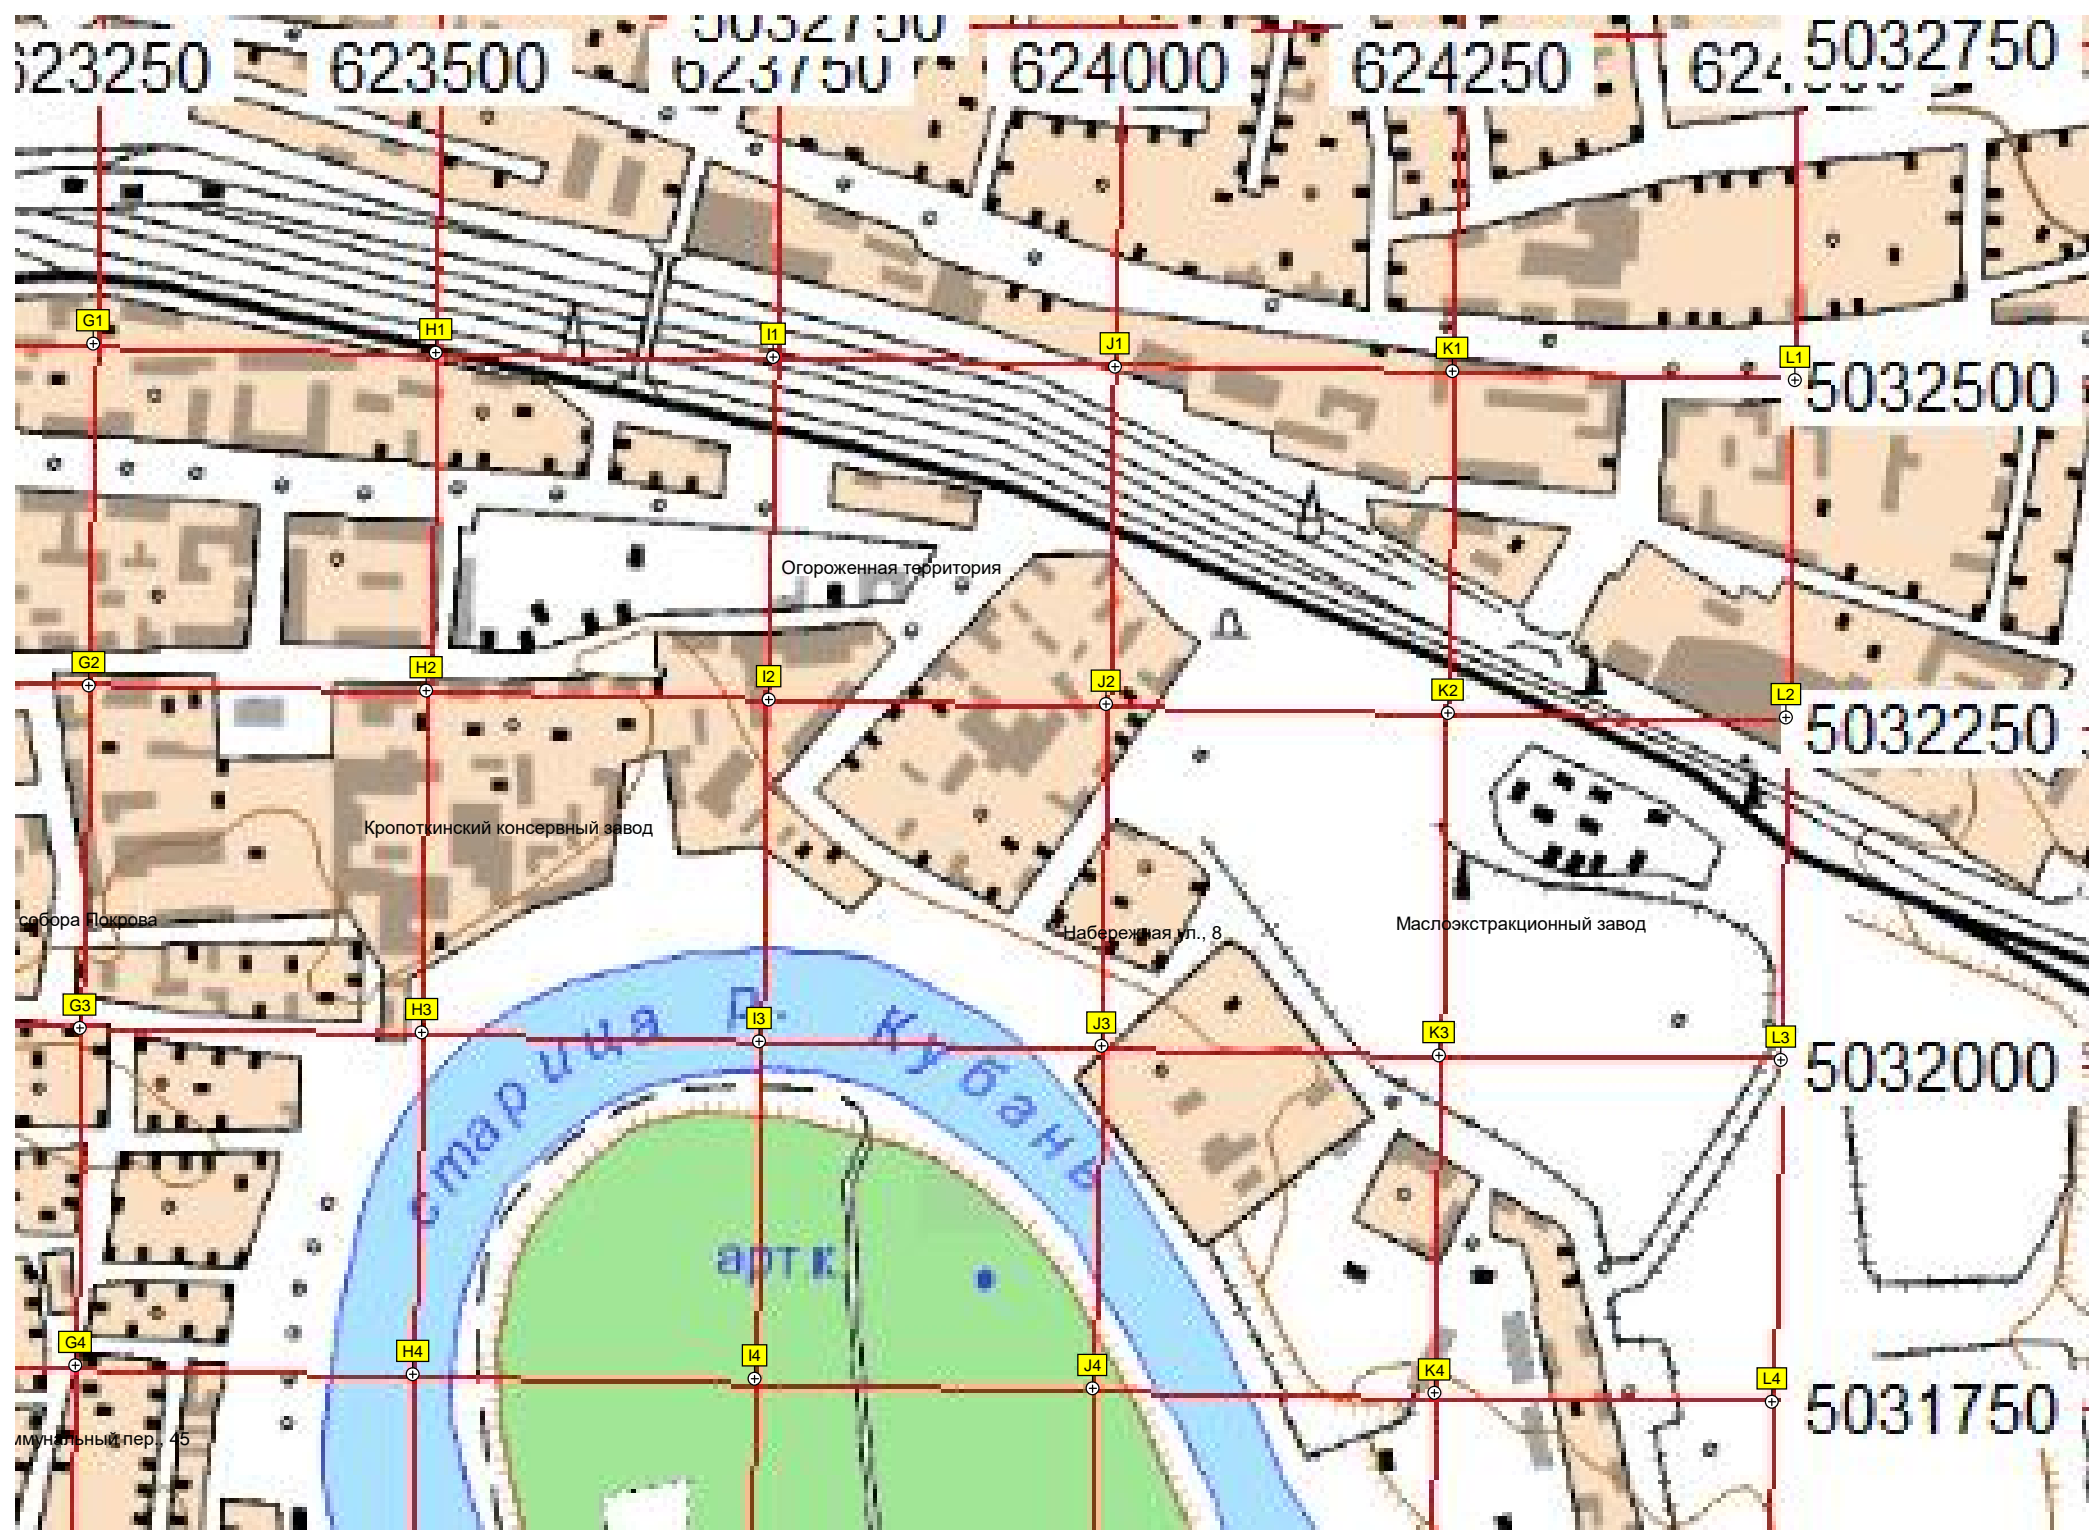 5032750
5032750
623250 623500 623750 624000 624250
G1 H1 I1 J1 K1 L1
5032500
Огороженная территория
G2 H2 I2 J2 K2 L2
5032250
Кропоткинский консервный завод
собора Покрова
Набережная ул., 8
Маслоэкстракционный завод
G3 H3 I3 J3 K3 L3
старица р. Кубань
5032000
арт.к.
G4 H4 I4 J4 K4 L4
5031750
пер., 45